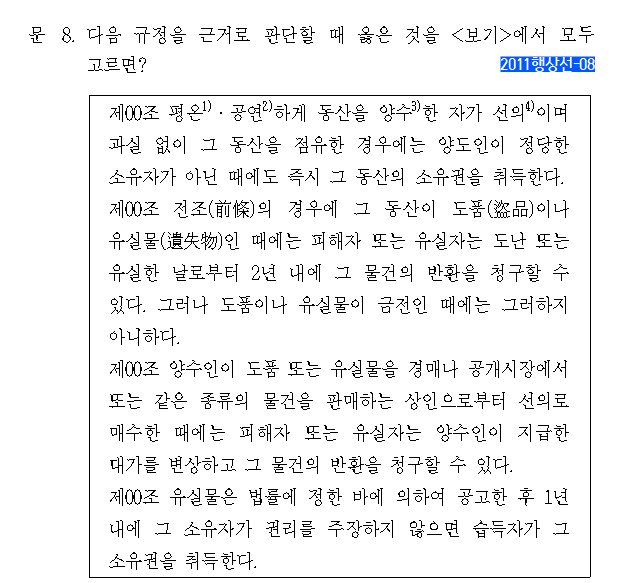 문 8. 다음 규정을 근거로 판단할 때 옳은 것을 <보기>에서 모두
고르면?
2011행상선-08
제00조 평온1)·공연2)하게 동산을 양수3)한 자가 선의4)이며
과실 없이 그 동산을 점유한 경우에는 양도인이 정당한
소유자가 아닌 때에도 즉시 그 동산의 소유권을 취득한다.
제00조 전조(前條)의 경우에 그 동산이 도품(盜品)이나
유실물(遺失物)인 때에는 피해자 또는 유실자는 도난 또는
유실한 날로부터 2년 내에 그 물건의 반환을 청구할 수
있다. 그러나 도품이나 유실물이 금전인 때에는 그러하지
아니하다.
제00조 양수인이 도품 또는 유실물을 경매나 공개시장에서
또는 같은 종류의 물건을 판매하는 상인으로부터 선의로
매수한 때에는 피해자 또는 유실자는 양수인이 지급한
대가를 변상하고 그 물건의 반환을 청구할 수 있다.
제00조 유실물은 법률에 정한 바에 의하여 공고한 후 1년
내에 그 소유자가 권리를 주장하지 않으면 습득자가 그
소유권을 취득한다.